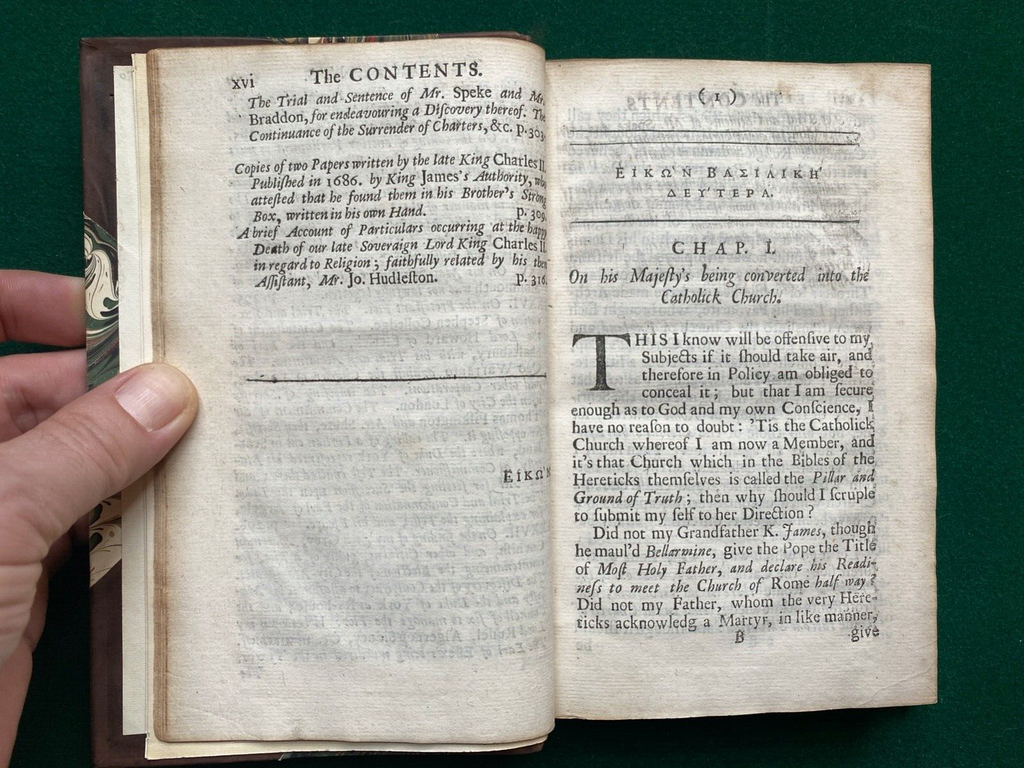 xvi The CONTENTS.
The Trial and Sentence of Mr. Speke and Mr.
Braddon, for endeavouring a Diſcovery thereof. The
Continuance of the Surrender of Charters, &c. p. 303.
Copies of two Papers written by the late King Charles II.
Publiſhed in 1686. by King James's Authority, who
atteſted that he found them in his Brother's Strong
Box, written in his own Hand. p. 309.
A brief Account of Particulars occurring at the happy
Death of our late Soveraign Lord King Charles II.
in regard to Religion; faithfully related by his then
Aſſiſtant, Mr. Jo. Hudleſton. p. 316.
ΕἸΚΩ'Ν
(1)
ΕἸΚΩ'Ν ΒΑΣΙΛΙΚΗ'
ΔΕΥ'ΤΕΡΑ.
CHAP. I.
On his Majeſty's being converted into the
Catholick Church.
THIS I know will be offenſive to my
Subjects if it ſhould take air, and
therefore in Policy am obliged to
conceal it; but that I am ſecure
enough as to God and my own Conſcience, I
have no reaſon to doubt: 'Tis the Catholick
Church whereof I am now a Member, and
it's that Church which in the Bibles of the
Hereticks themſelves is called the Pillar and
Ground of Truth; then why ſhould I ſcruple
to ſubmit my ſelf to her Direction?
Did not my Grandfather K. James, though
he maul'd Bellarmine, give the Pope the Title
of Moſt Holy Father, and declare his Readi-
neſs to meet the Church of Rome half way?
Did not my Father, whom the very Here-
ticks acknowledg a Martyr, in like manner,
B give